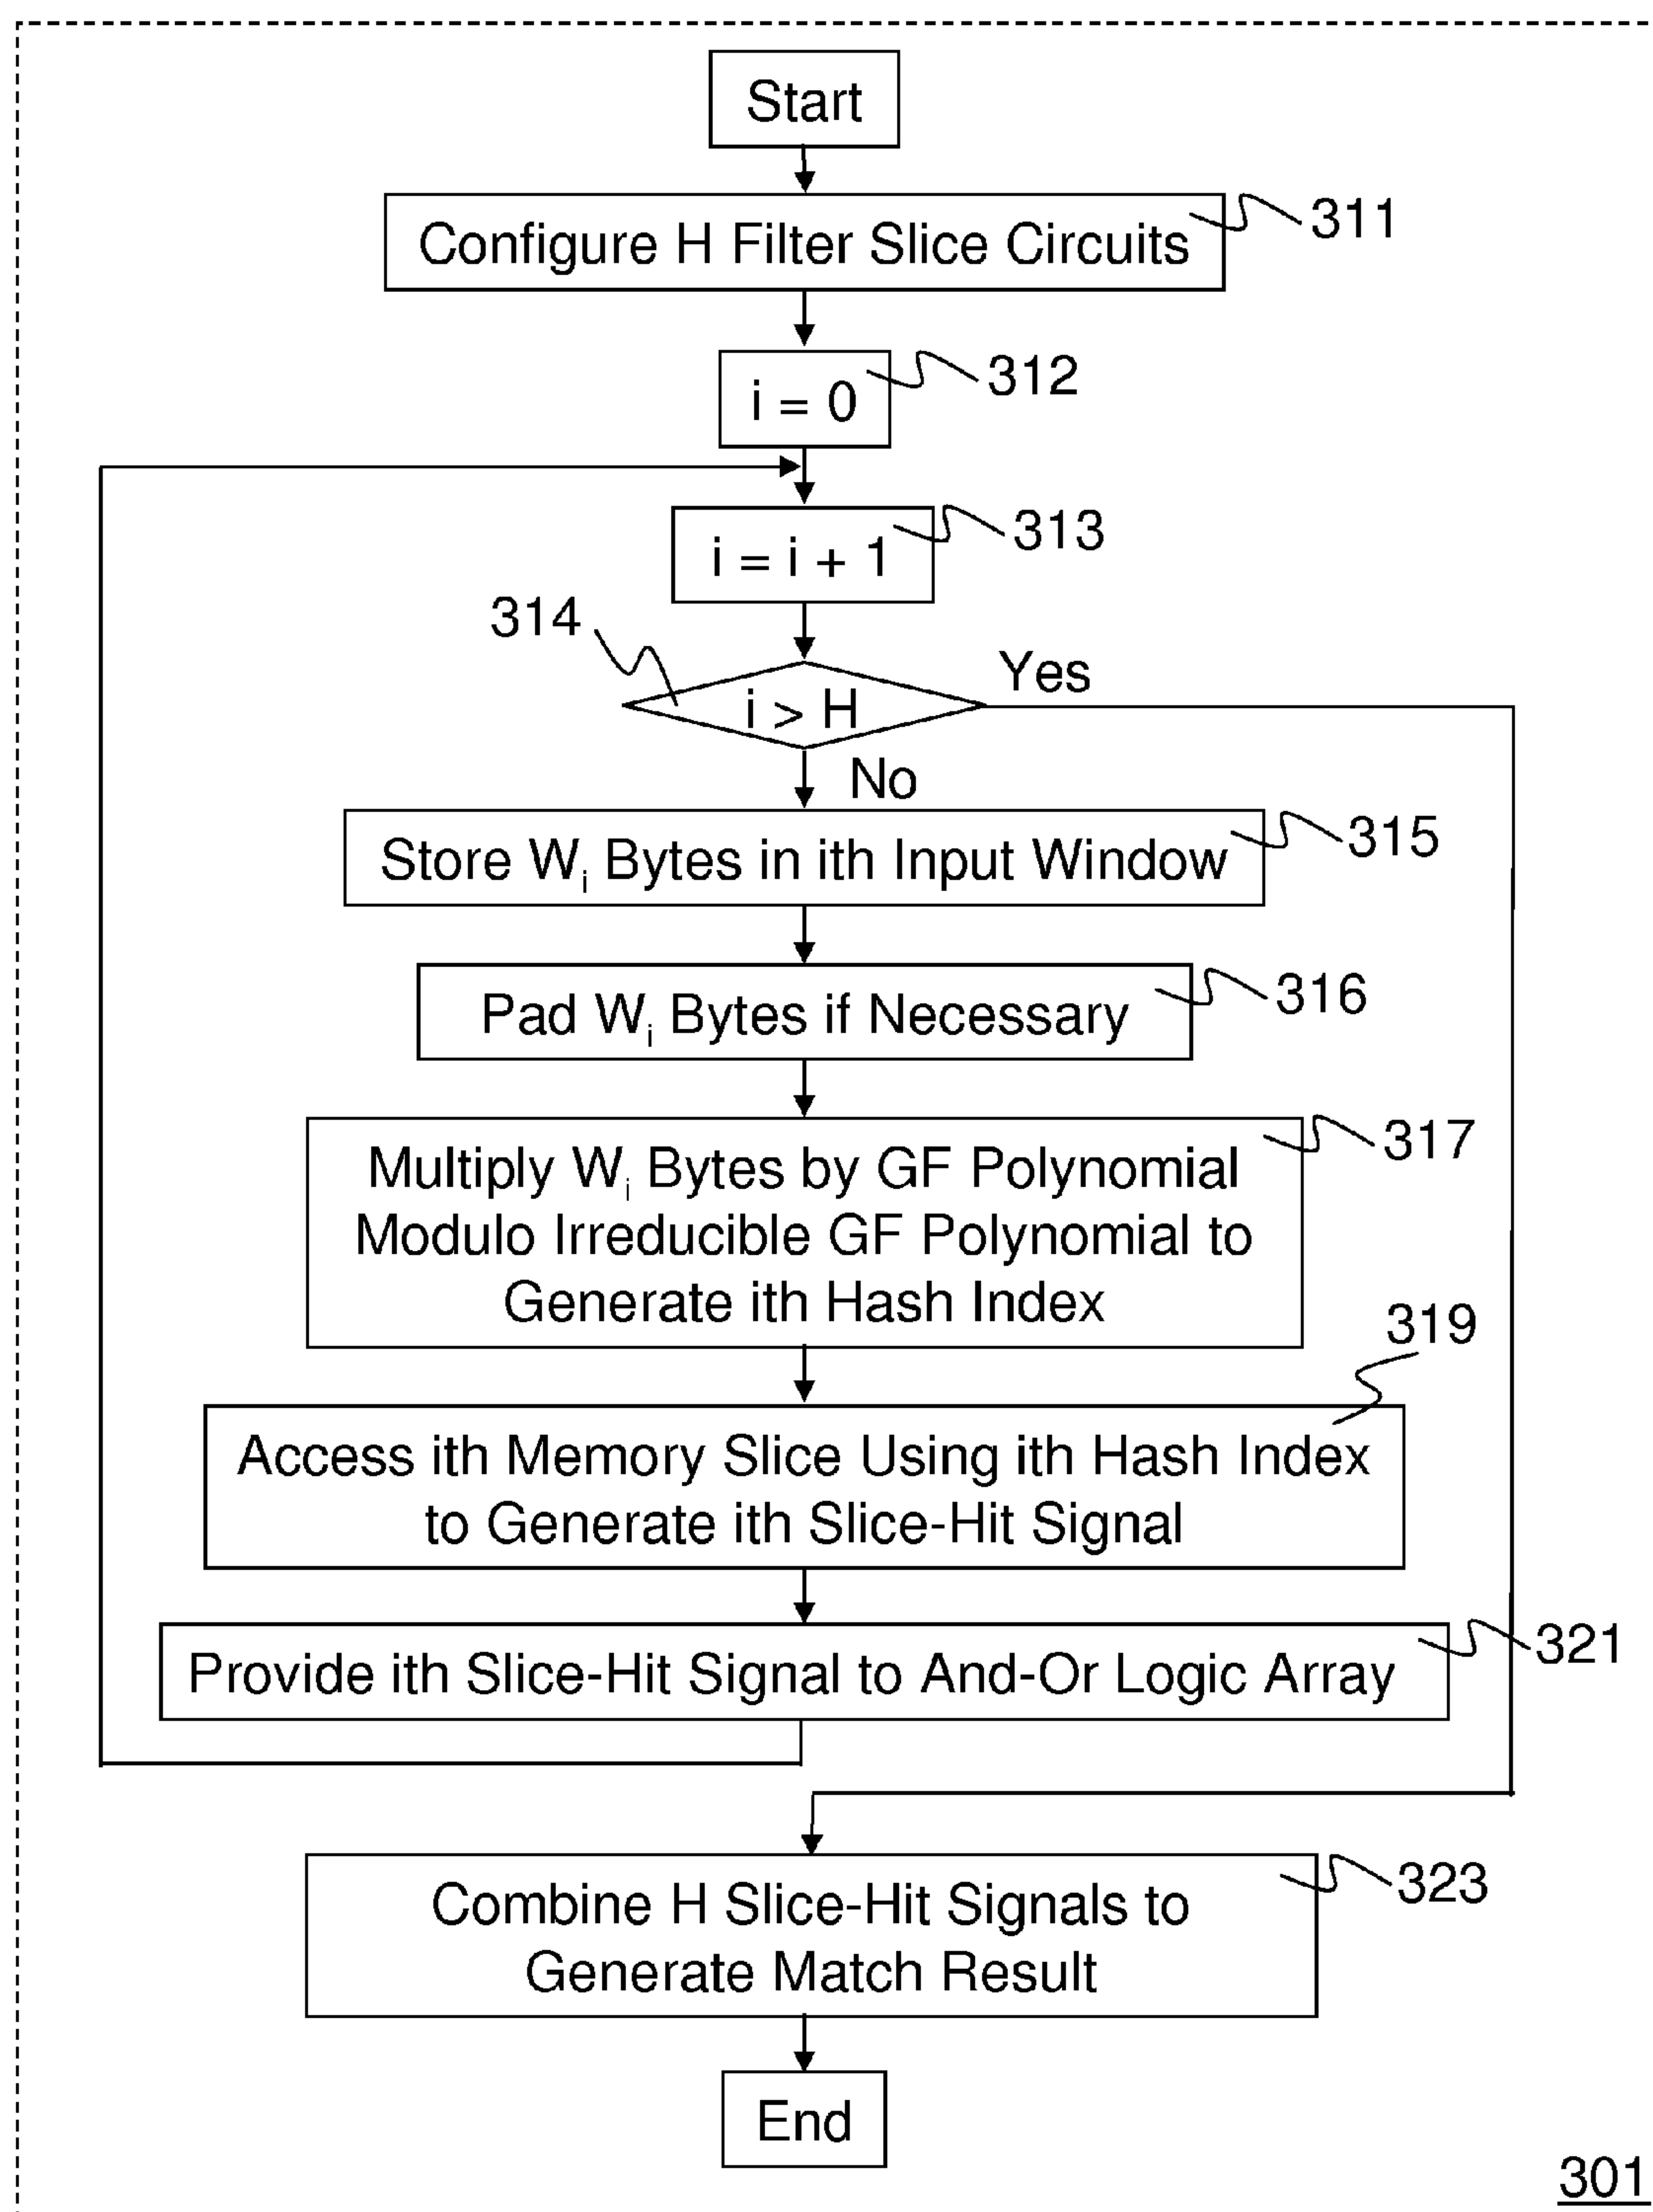 Start
Configure H Filter Slice Circuits
311
i = 0
312
i = i + 1
313
314
i > H
Yes
No
Store Wi Bytes in ith Input Window
315
Pad Wi Bytes if Necessary
316
Multiply Wi Bytes by GF Polynomial
Modulo Irreducible GF Polynomial to
Generate ith Hash Index
317
319
Access ith Memory Slice Using ith Hash Index
to Generate ith Slice-Hit Signal
Provide ith Slice-Hit Signal to And-Or Logic Array
321
Combine H Slice-Hit Signals to
Generate Match Result
323
End
301